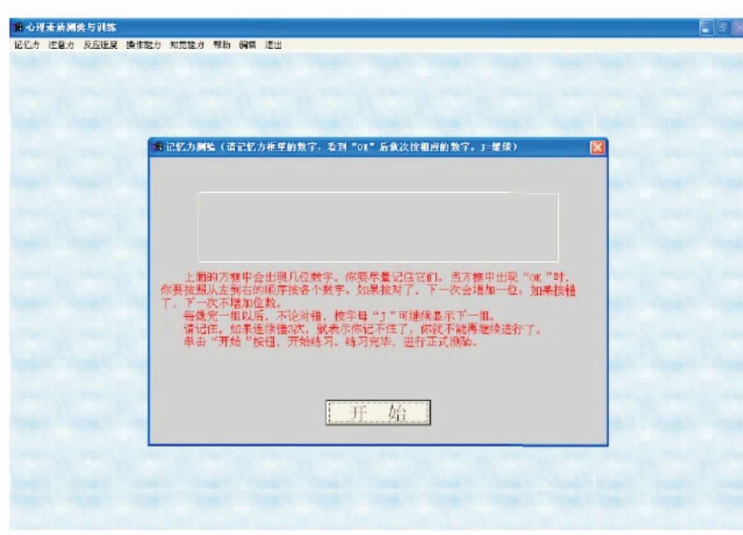 心理素质测验与训练
记忆力 注意力 反应速度 操作能力 知觉能力 帮助 编辑 退出
记忆力测验（请记忆方框里的数字，看到“OK”后依次按相应的数字。J=继续）
上面的方框中会出现几位数字，你要尽量记住它们。当方框中出现“OK”时，
你要按照从左到右的顺序按各个数字。如果按对了，下一次会增加一位；如果按错
了，下一次不增加位数。
每做完一组以后，不论对错，按字母“J”可继续显示下一组。
请记住，如果连续错3次，就表示你记不住了，你就不能再继续进行了。
单击“开始”按钮，开始练习。练习完毕，进行正式测验。
开 始